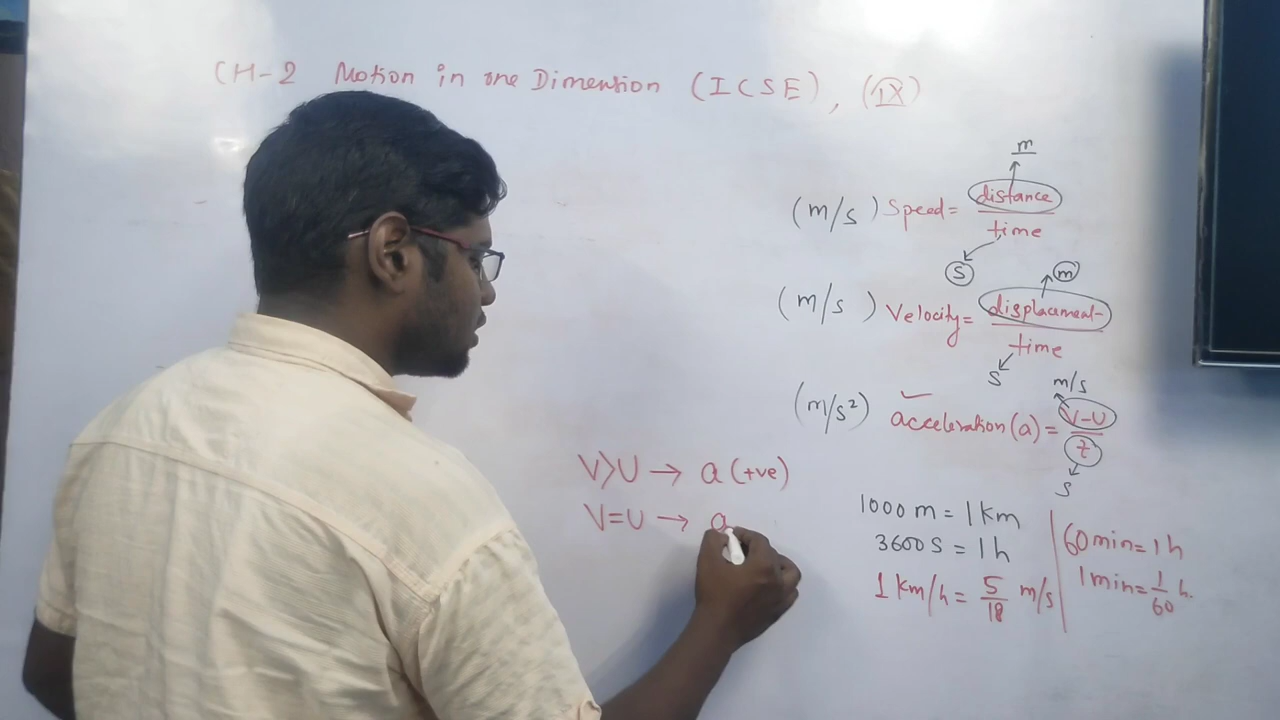 CH-2 Motion in one Dimension (ICSE), (IX)
m
(m/s) Speed = distance / time
s
m
(m/s) Velocity = displacement / time
s
m/s
(m/s²) ✓ acceleration (a) = V-U / t
s
V>U → a (+ve)
V=U → a
1000 m = 1 Km
3600 S = 1 h
1 Km/h = 5/18 m/s
60 min = 1 h
1 min = 1/60 h.